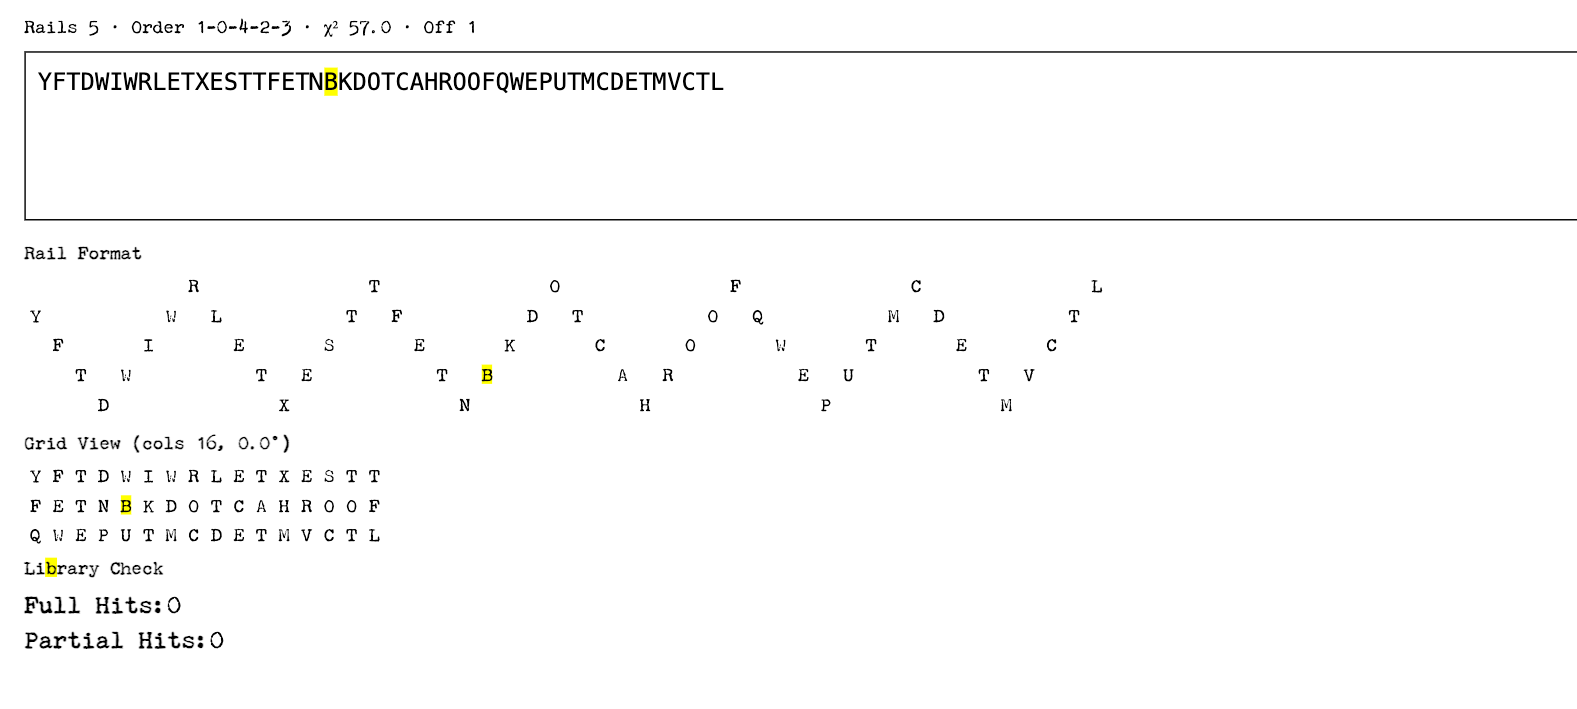 Rails 5 · Order 1-0-4-2-3 · χ² 57.0 · Off 1
YFTDWIWRLETXESTTFETNBKDOTCAHROOFQWEPUTMCDETMVCTL
Rail Format
R T O F C L
Y W L T F D T O Q M D T
F I E S E K C O W T E C
T W T E T B A R E U T V
D X N H P M
Grid View (cols 16, 0.0°)
Y F T D W I W R L E T X E S T T
F E T N B K D O T C A H R O O F
Q W E P U T M C D E T M V C T L
Library Check
Full Hits:0
Partial Hits:0